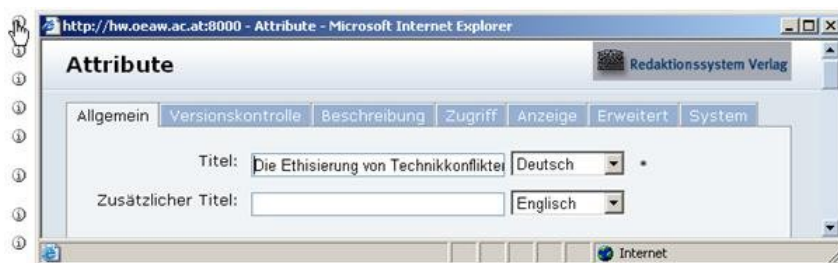 http://hw.oeaw.ac.at:8000 - Attribute - Microsoft Internet Explorer
Attribute
Redaktionssystem Verlag
Allgemein Versionskontrolle Beschreibung Zugriff Anzeige Erweitert System
Titel: Die Ethisierung von Technikkonflikten Deutsch *
Zusätzlicher Titel: Englisch
Internet